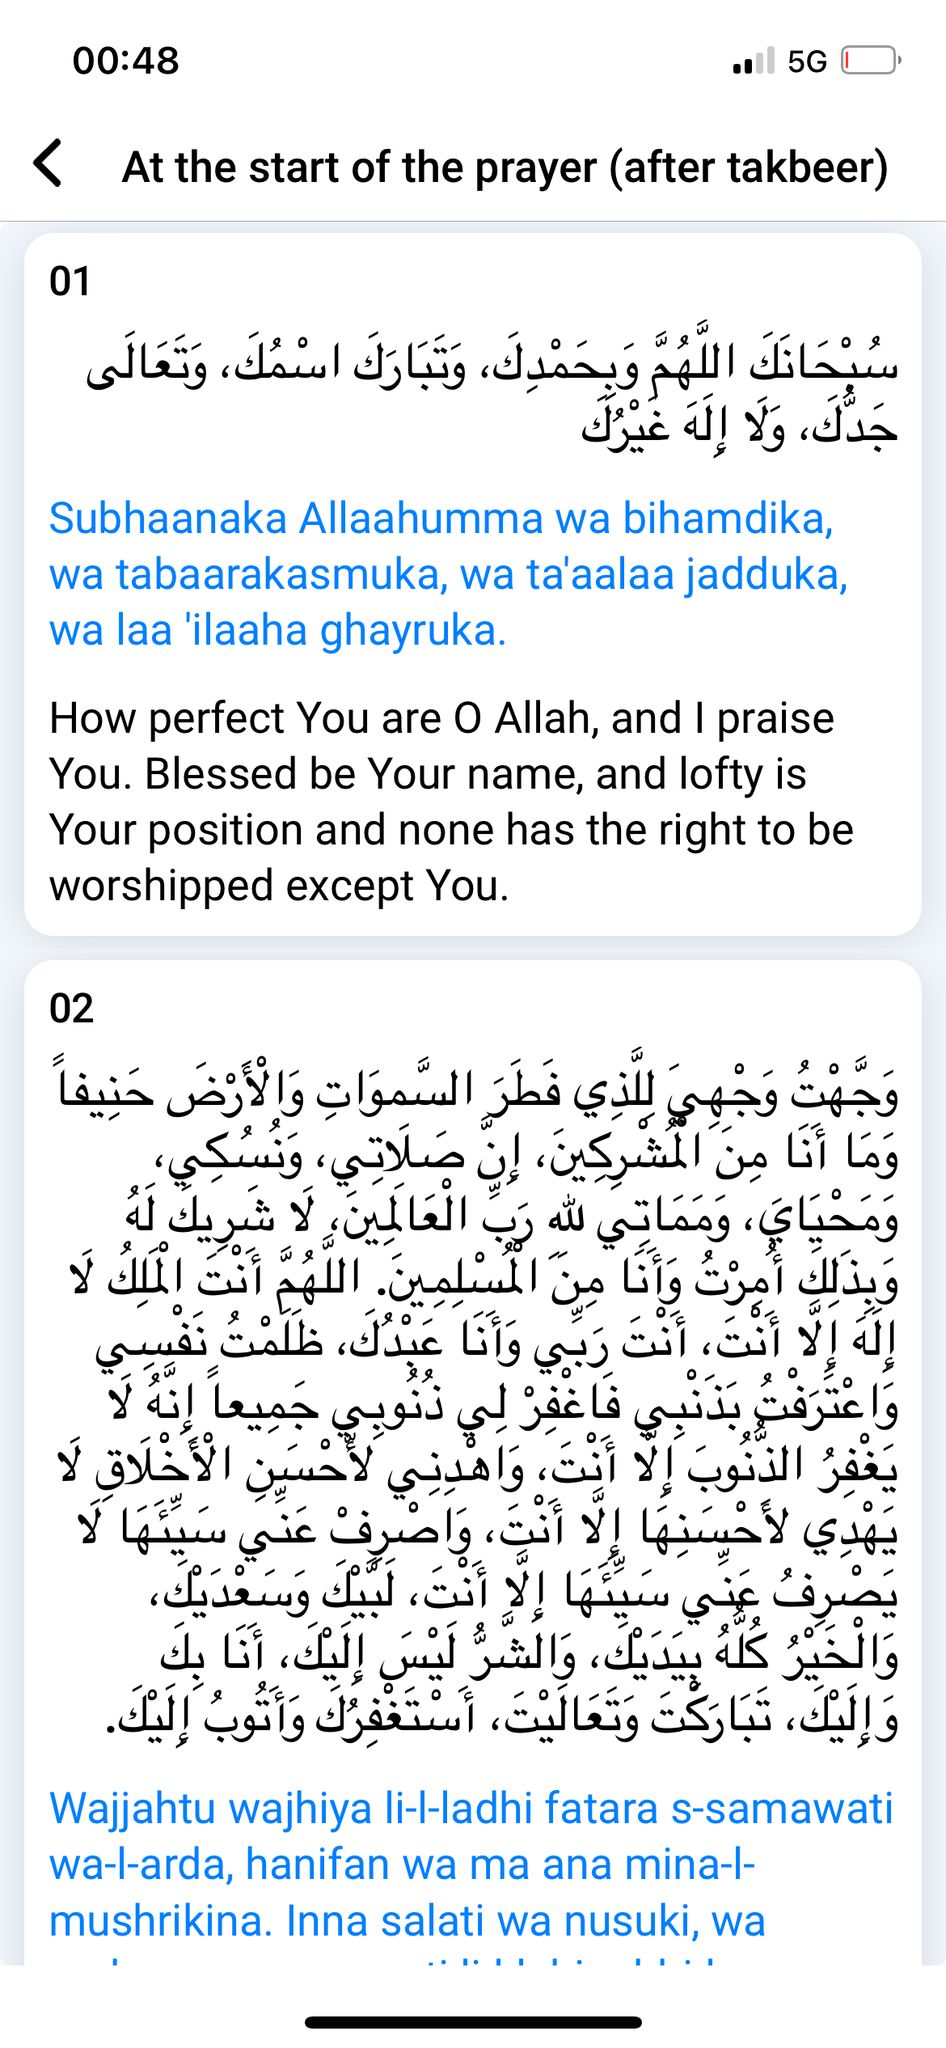 00:48
5G
At the start of the prayer (after takbeer)
01
سُبْحَانَكَ اللَّهُمَّ وَبِحَمْدِكَ، وَتَبَارَكَ اسْمُكَ، وَتَعَالَى
جَدُّكَ، وَلَا إِلَهَ غَيْرُكَ
Subhaanaka Allaahumma wa bihamdika,
wa tabaarakasmuka, wa ta'aalaa jadduka,
wa laa 'ilaaha ghayruka.
How perfect You are O Allah, and I praise
You. Blessed be Your name, and lofty is
Your position and none has the right to be
worshipped except You.
02
وَجَّهْتُ وَجْهِيَ لِلَّذِي فَطَرَ السَّموَاتِ وَالْأَرْضَ حَنِيفاً
وَمَا أَنَا مِنَ الْمُشْرِكِينَ، إِنَّ صَلَاتِي، وَنُسُكِي،
وَمَحْيَايَ، وَمَمَاتِي لله رَبِّ الْعَالَمِينَ، لَا شَرِيكَ لَهُ
وَبِذَلِكَ أُمِرْتُ وَأَنَا مِنَ الْمُسْلِمِينَ. اللَّهُمَّ أَنْتَ الْمَلِكُ لَا
إِلَهَ إِلَّا أَنْتَ، أَنْتَ رَبِّي وَأَنَا عَبْدُكَ، ظَلَمْتُ نَفْسِي
وَاعْتَرَفْتُ بَذَنْبِي فَاغْفِرْ لِي ذُنُوبِي جَمِيعاً إِنَّهُ لَا
يَغْفِرُ الذُّنُوبَ إِلَّا أَنْتَ، وَاهْدِنِي لأَحْسَنِ الْأَخْلَاقِ لَا
يَهْدِي لأَحْسَنِهَا إِلَّا أَنْتَ، وَاصْرِفْ عَنِّي سَيِّئَهَا لَا
يَصْرِفُ عَنِّي سَيِّئَهَا إِلَّا أَنْتَ، لَبَّيْكَ وَسَعْدَيْكَ،
وَالْخَيْرُ كُلُّهُ بِيَدَيْكَ، وَالشَّرُّ لَيْسَ إِلَيْكَ، أَنَا بِكَ
وَإِلَيْكَ، تَبَارَكْتَ وَتَعَالَيْتَ، أَسْتَغْفِرُكَ وَأَتُوبُ إِلَيْكَ.
Wajjahtu wajhiya li-l-ladhi fatara s-samawati
wa-l-arda, hanifan wa ma ana mina-l-
mushrikina. Inna salati wa nusuki, wa